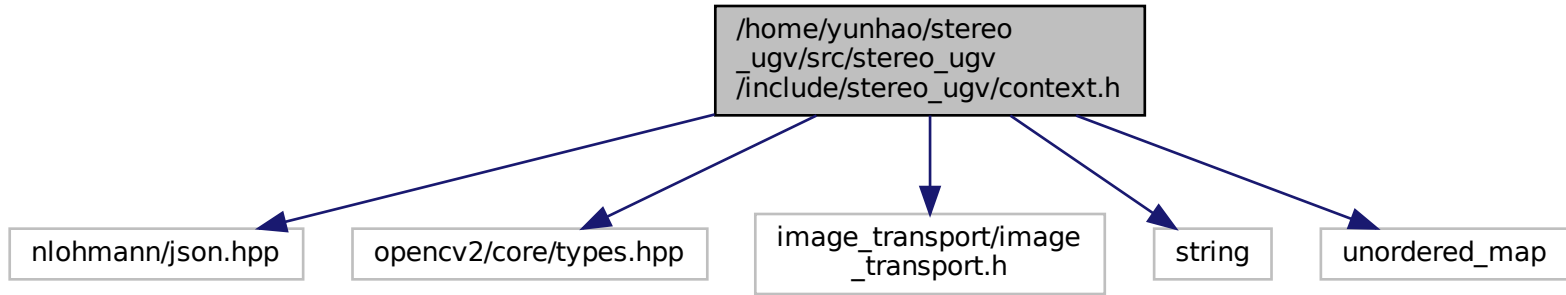 /home/yunhao/stereo
_ugv/src/stereo_ugv
/include/stereo_ugv/context.h
nlohmann/json.hpp
opencv2/core/types.hpp
image_transport/image
_transport.h
string
unordered_map